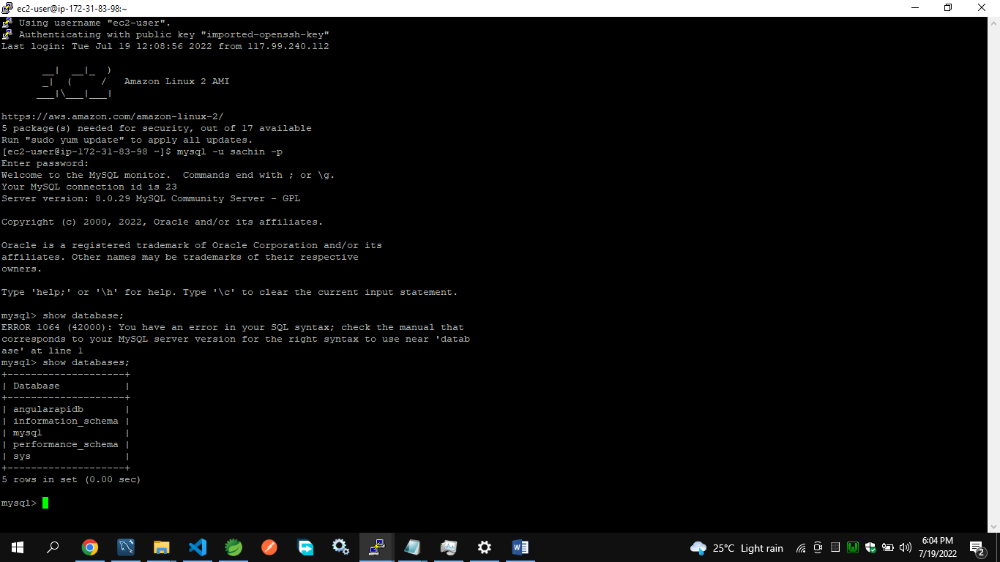 ec2-user@ip-172-31-83-98:~
Using username "ec2-user".
Authenticating with public key "imported-openssh-key"
Last login: Tue Jul 19 12:08:56 2022 from 117.99.240.112
       __|  __|_  )
       _|  (     /   Amazon Linux 2 AMI
      ___|\___|___|
https://aws.amazon.com/amazon-linux-2/
5 package(s) needed for security, out of 17 available
Run "sudo yum update" to apply all updates.
[ec2-user@ip-172-31-83-98 ~]$ mysql -u sachin -p
Enter password:
Welcome to the MySQL monitor.  Commands end with ; or \g.
Your MySQL connection id is 23
Server version: 8.0.29 MySQL Community Server - GPL
Copyright (c) 2000, 2022, Oracle and/or its affiliates.
Oracle is a registered trademark of Oracle Corporation and/or its
affiliates. Other names may be trademarks of their respective
owners.
Type 'help;' or '\h' for help. Type '\c' to clear the current input statement.
mysql> show database;
ERROR 1064 (42000): You have an error in your SQL syntax; check the manual that
corresponds to your MySQL server version for the right syntax to use near 'datab
ase' at line 1
mysql> show databases;
+--------------------+
| Database           |
+--------------------+
| angularapidb       |
| information_schema |
| mysql              |
| performance_schema |
| sys                |
+--------------------+
5 rows in set (0.00 sec)
mysql>
25°C Light rain
6:04 PM
7/19/2022
2